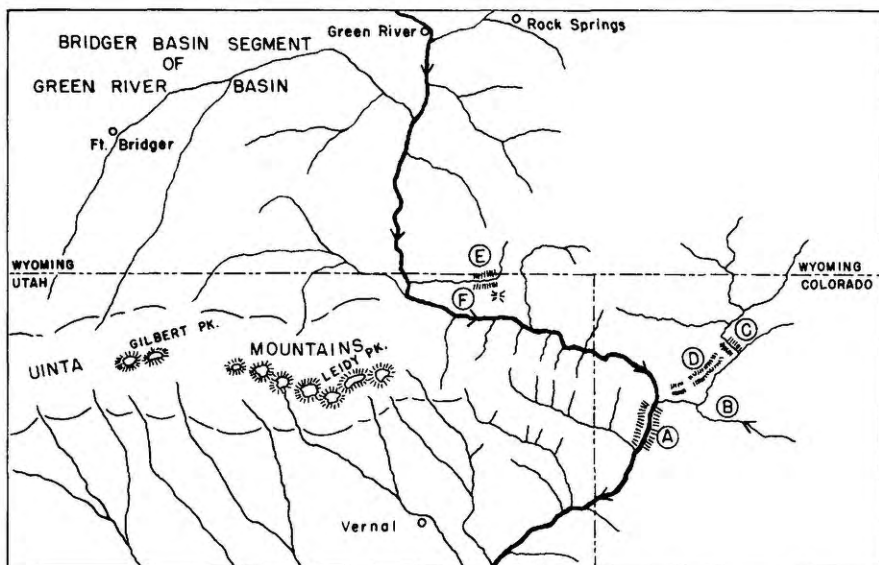 Green River
Rock Springs
BRIDGER BASIN SEGMENT
OF
GREEN RIVER BASIN
Ft. Bridger
E
WYOMING
UTAH
WYOMING
COLORADO
F
C
GILBERT PK.
UINTA MOUNTAINS
LEIDY PK.
D
B
A
Vernal